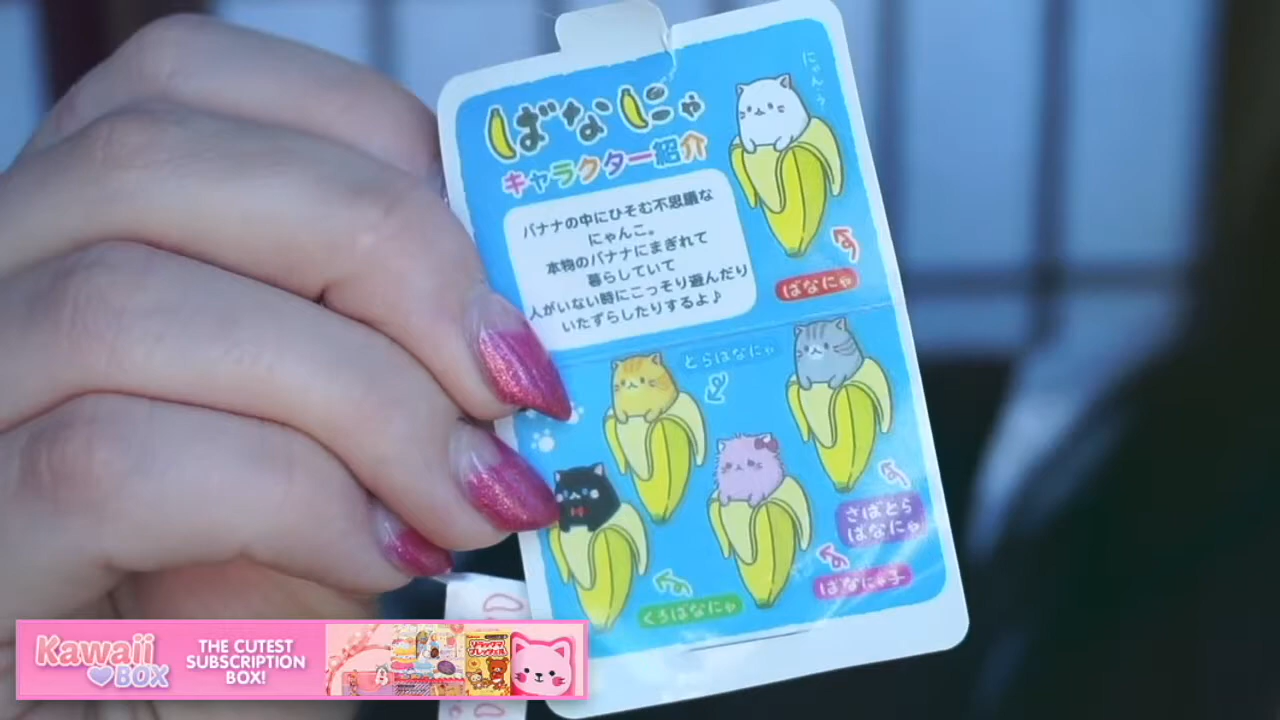 ばなにゃ
キャラクター紹介
にゃん・う
バナナの中にひそむ不思議な
にゃんこ。
本物のバナナにまぎれて
暮らしていて
人がいない時にこっそり遊んだり
いたずらしたりするよ♪
ばなにゃ
とらばなにゃ
さばとら
ばなにゃ
ばなにゃ子
くろばなにゃ
Kawaii
BOX
THE CUTEST
SUBSCRIPTION
BOX!